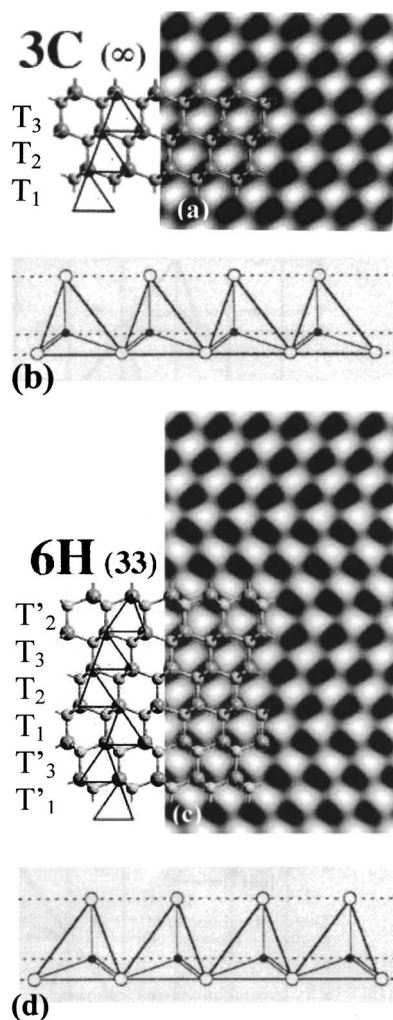 3C (∞)
T₃
T₂
T₁
(a)
(b)
6H (33)
T'₂
T₃
T₂
T₁
T'₃
T'₁
(c)
(d)